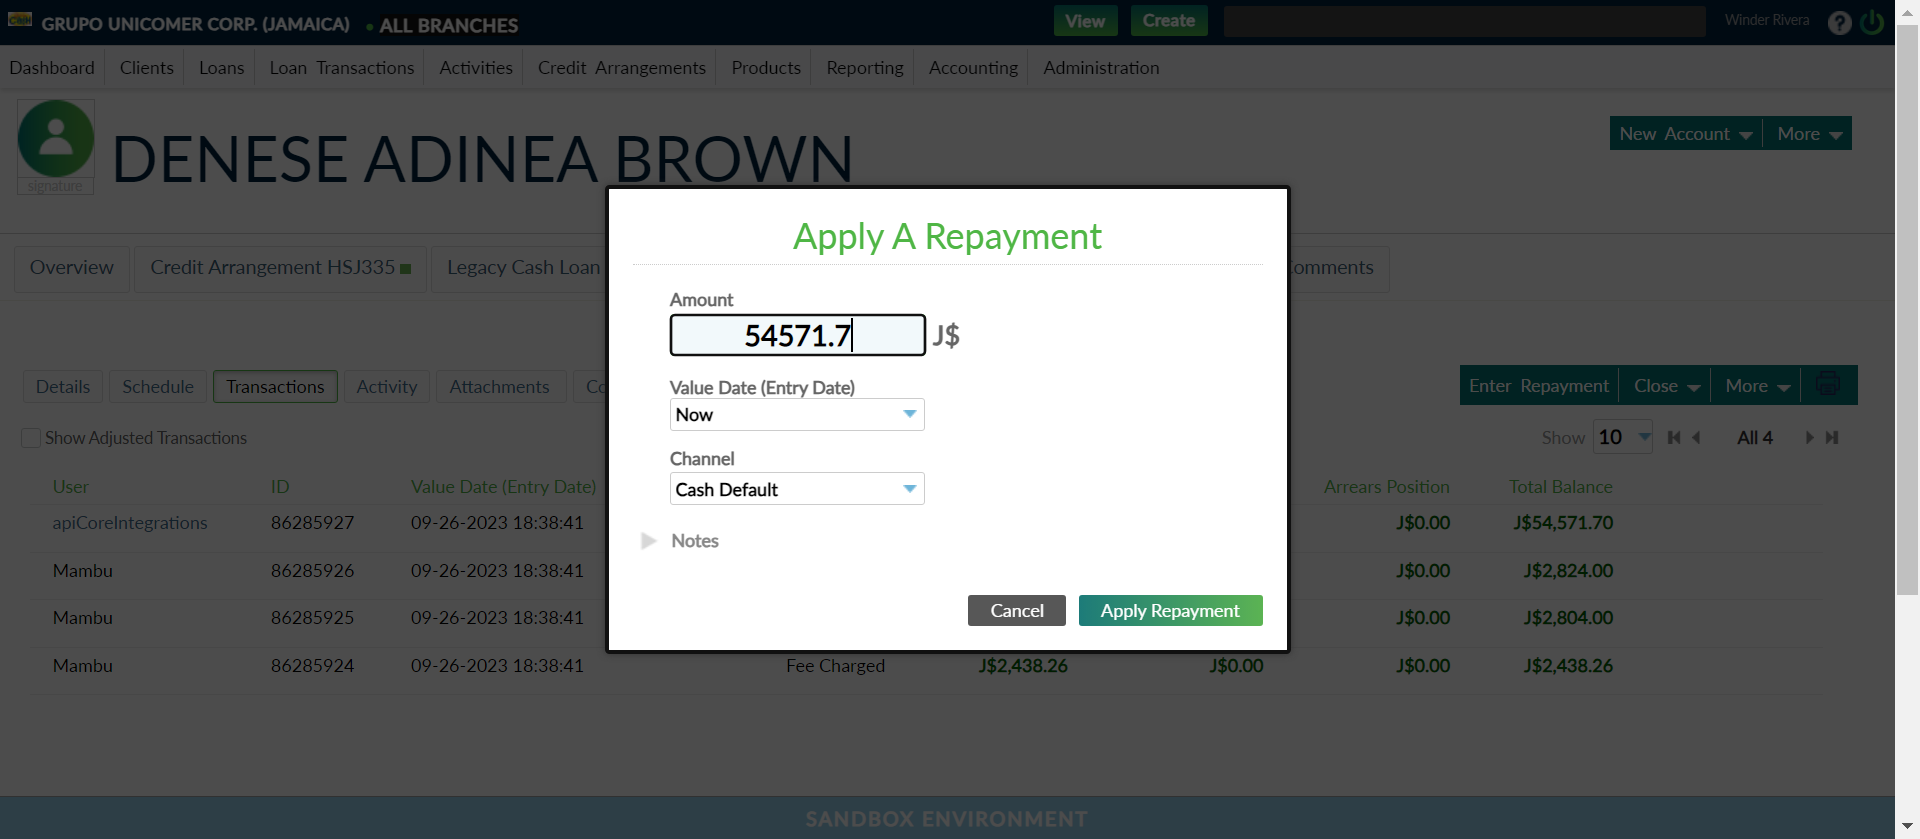 GRUPO UNICOMER CORP. (JAMAICA) ALL BRANCHES View Create Winder Rivera ?
Dashboard Clients Loans Loan Transactions Activities Credit Arrangements Products Reporting Accounting Administration
signature
DENESE ADINEA BROWN
New Account More
Overview Credit Arrangement HSJ335 Legacy Cash Loan omments
Apply A Repayment
Amount
54571.7 J$
Value Date (Entry Date)
Now
Channel
Cash Default
Notes
Cancel Apply Repayment
Details Schedule Transactions Activity Attachments Co
Enter Repayment Close More
Show Adjusted Transactions
Show 10 All 4
User ID Value Date (Entry Date) Arrears Position Total Balance
apiCoreIntegrations 86285927 09-26-2023 18:38:41 J$0.00 J$54,571.70
Mambu 86285926 09-26-2023 18:38:41 J$0.00 J$2,824.00
Mambu 86285925 09-26-2023 18:38:41 J$0.00 J$2,804.00
Mambu 86285924 09-26-2023 18:38:41 Fee Charged J$2,438.26 J$0.00 J$0.00 J$2,438.26
SANDBOX ENVIRONMENT